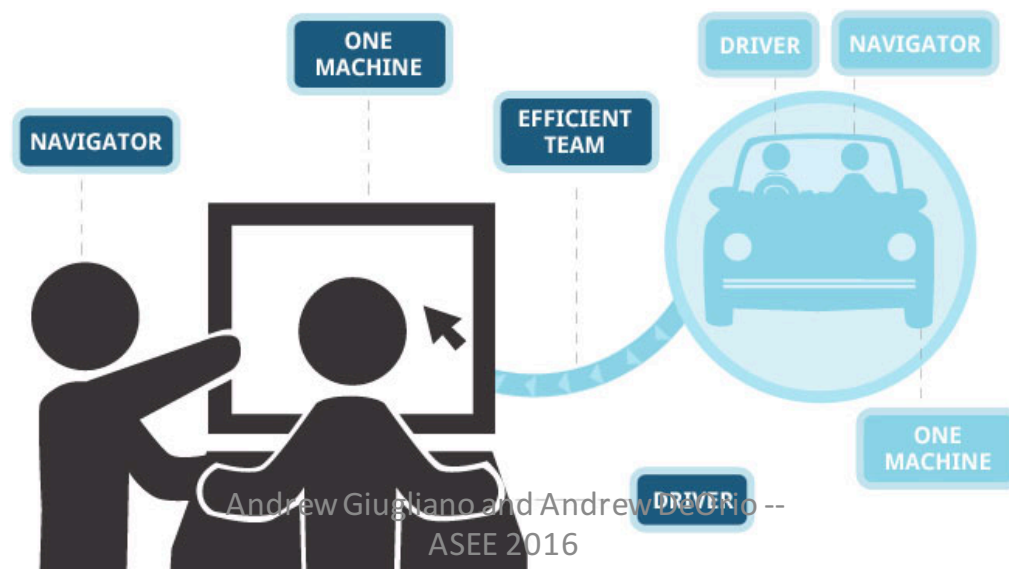 ONE
MACHINE
DRIVER
NAVIGATOR
NAVIGATOR
EFFICIENT
TEAM
ONE
MACHINE
DRIVER
Andrew Giugliano and Andrew DeOrio --
ASEE 2016